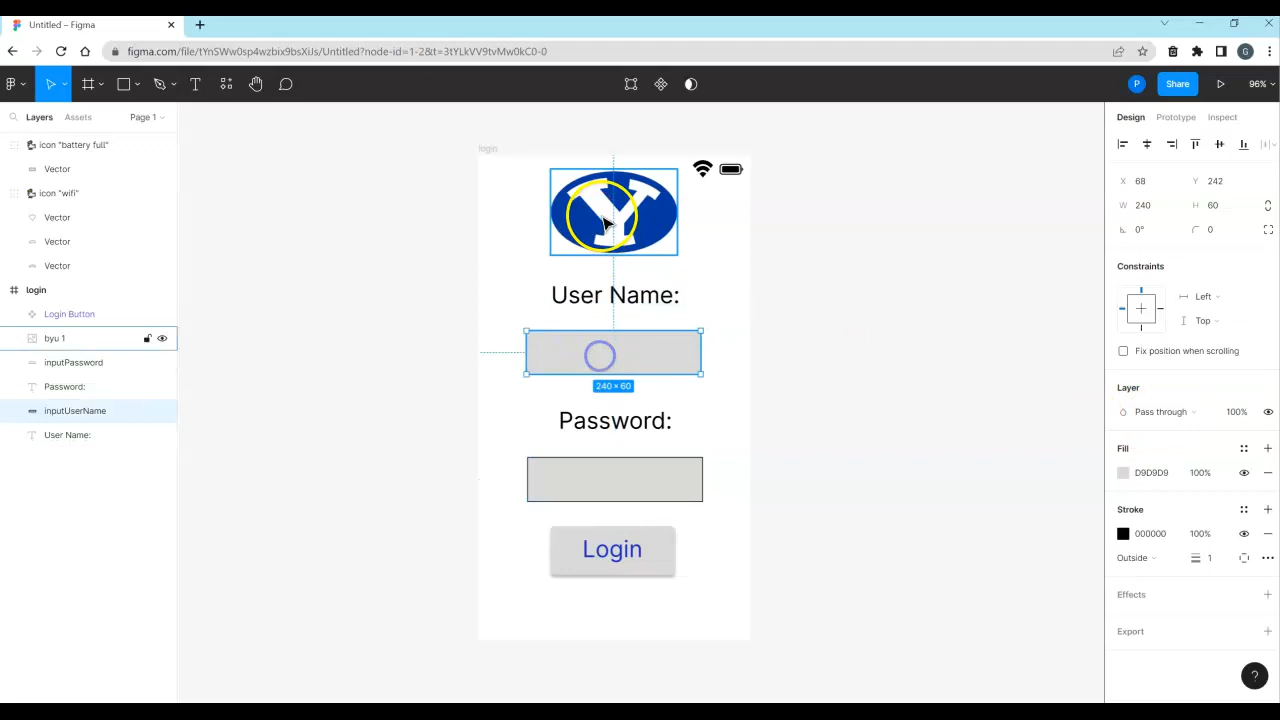 Untitled – Figma
figma.com/file/tYnSWw0sp4wzbix9bsXiJs/Untitled?node-id=1-2&t=3tYLkVV9tvMw0kC0-0
G
P
Share
96%
Layers
Assets
Page 1
Design
Prototype
Inspect
icon "battery full"
Vector
icon "wifi"
Vector
Vector
Vector
login
Login Button
byu 1
inputPassword
Password:
inputUserName
User Name:
login
Y
User Name:
240 × 60
Password:
Login
X 68 Y 242
W 240 H 60
0° 0
Constraints
Left
Top
Fix position when scrolling
Layer
Pass through 100%
Fill
D9D9D9 100%
Stroke
000000 100%
Outside 1
Effects
Export
?